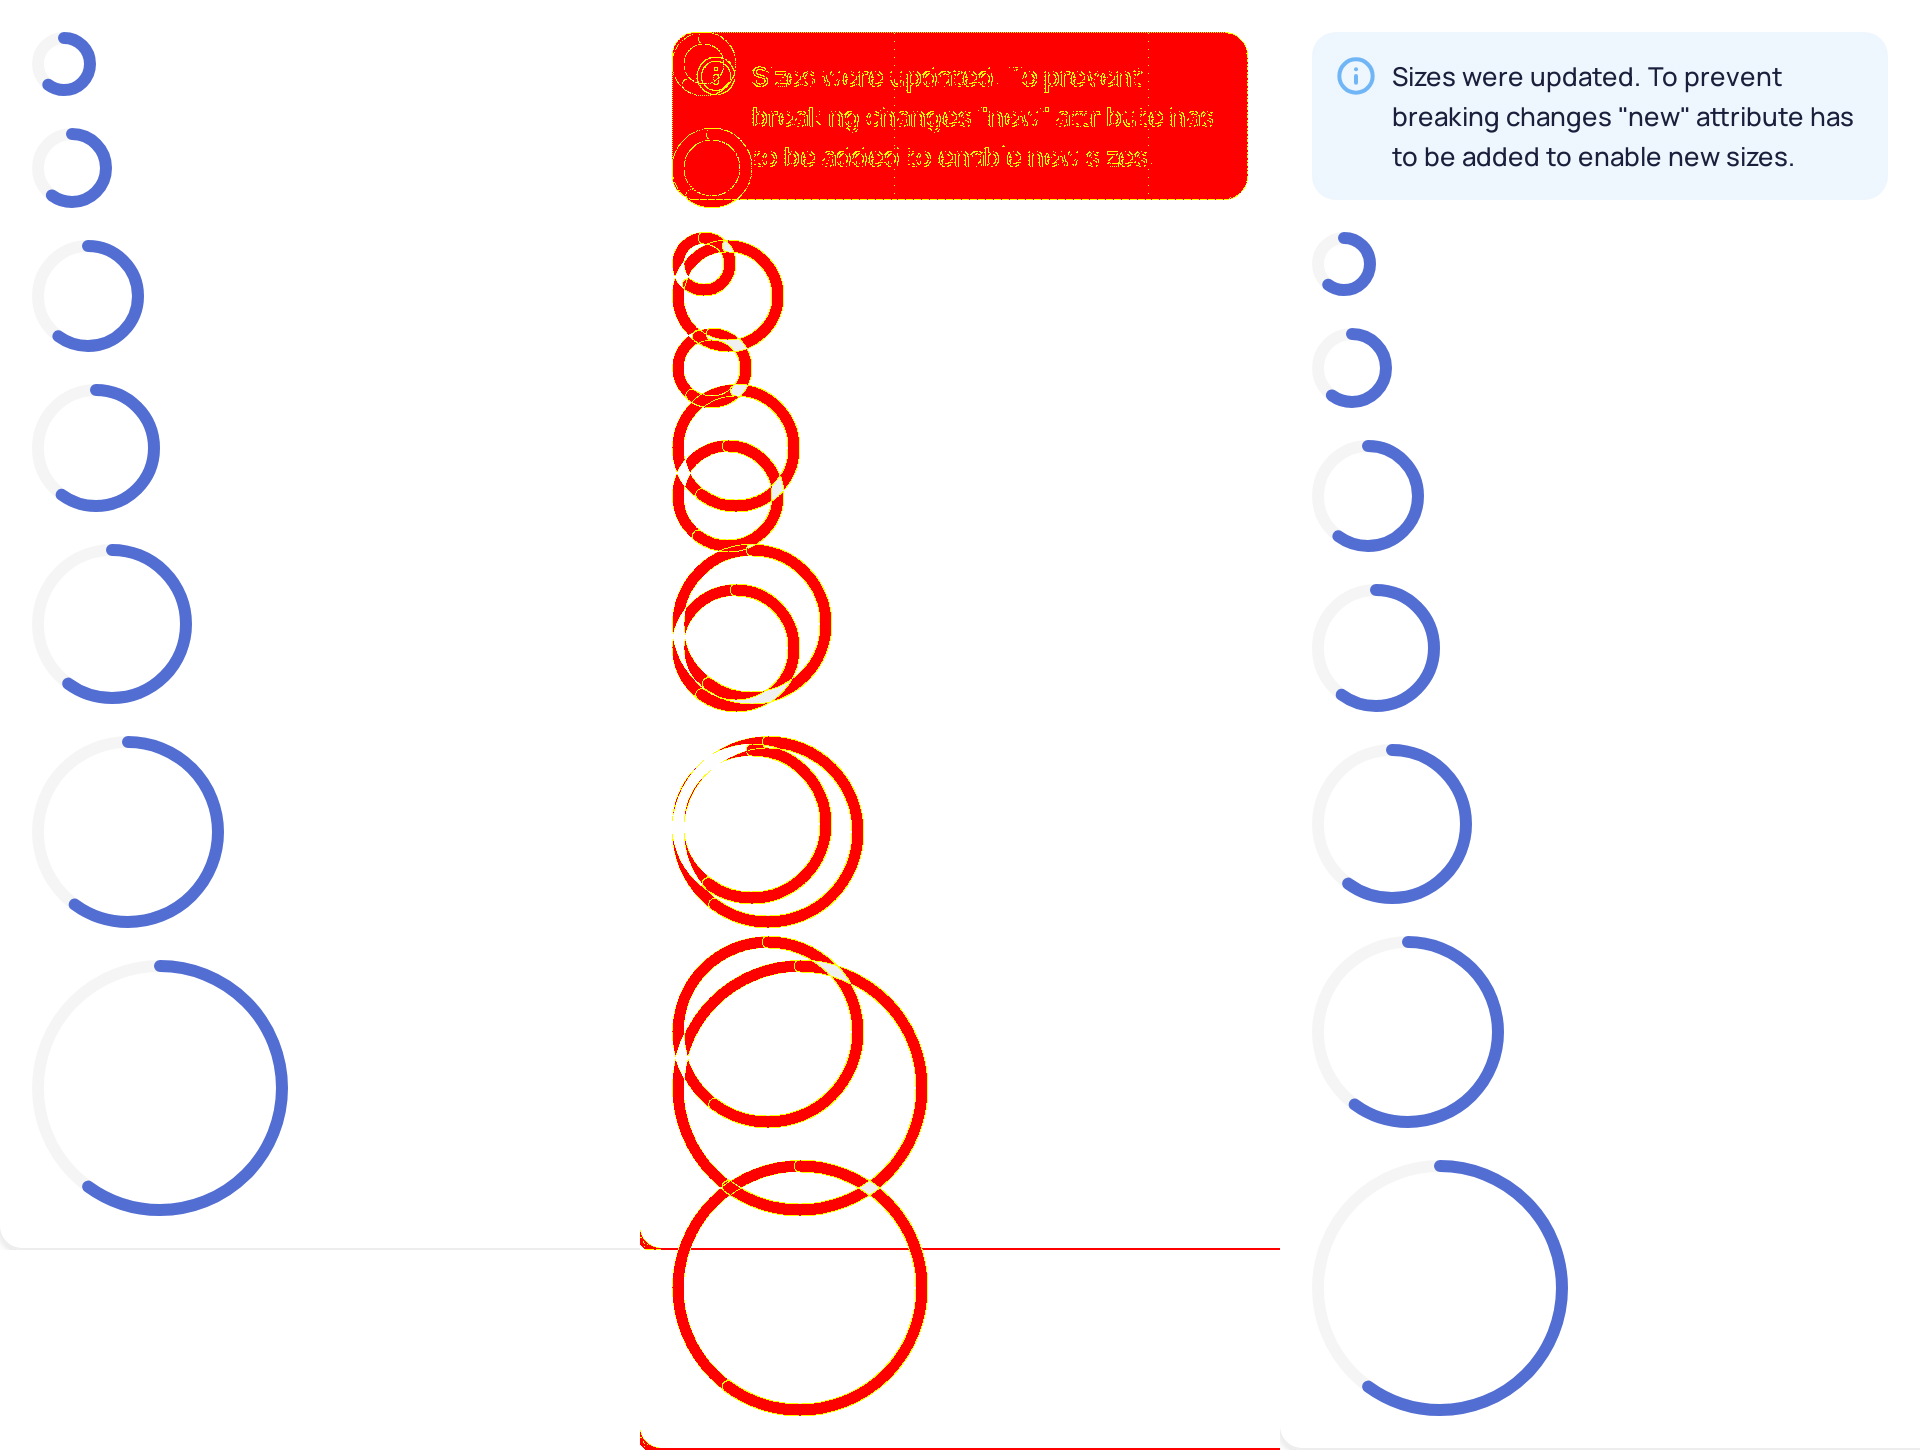 Sizes were updated. To prevent
breaking changes "new" attribute has
to be added to enable new sizes.